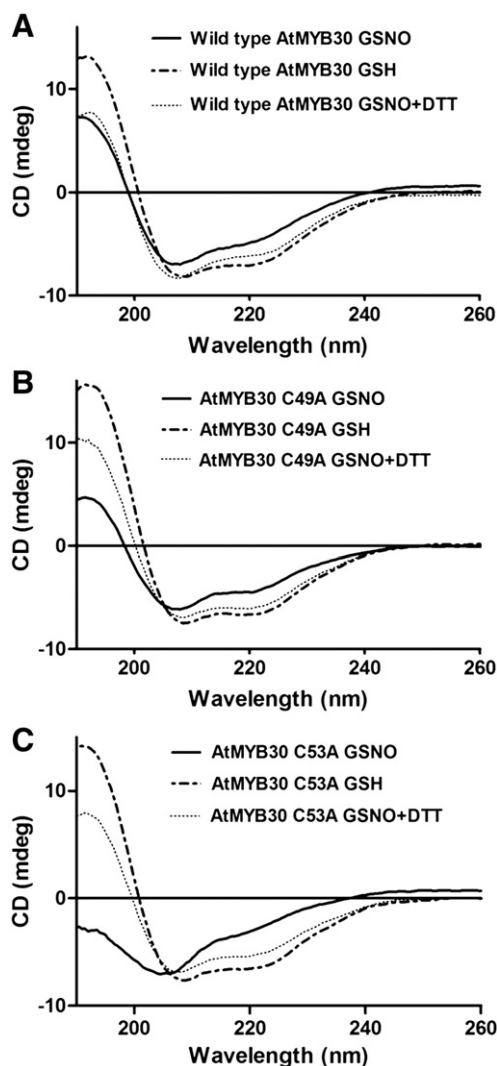 A
Wild type AtMYB30 GSNO
Wild type AtMYB30 GSH
Wild type AtMYB30 GSNO+DTT
CD (mdeg)
10
0
-10
200
220
240
260
Wavelength (nm)
B
AtMYB30 C49A GSNO
AtMYB30 C49A GSH
AtMYB30 C49A GSNO+DTT
CD (mdeg)
10
0
-10
200
220
240
260
Wavelength (nm)
C
AtMYB30 C53A GSNO
AtMYB30 C53A GSH
AtMYB30 C53A GSNO+DTT
CD (mdeg)
10
0
-10
200
220
240
260
Wavelength (nm)